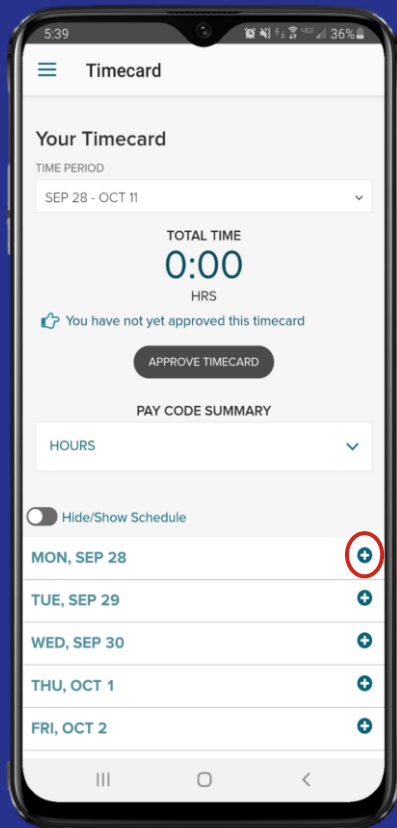 5:39 36%
Timecard
Your Timecard
TIME PERIOD
SEP 28 - OCT 11
TOTAL TIME
0:00
HRS
You have not yet approved this timecard
APPROVE TIMECARD
PAY CODE SUMMARY
HOURS
Hide/Show Schedule
MON, SEP 28
TUE, SEP 29
WED, SEP 30
THU, OCT 1
FRI, OCT 2